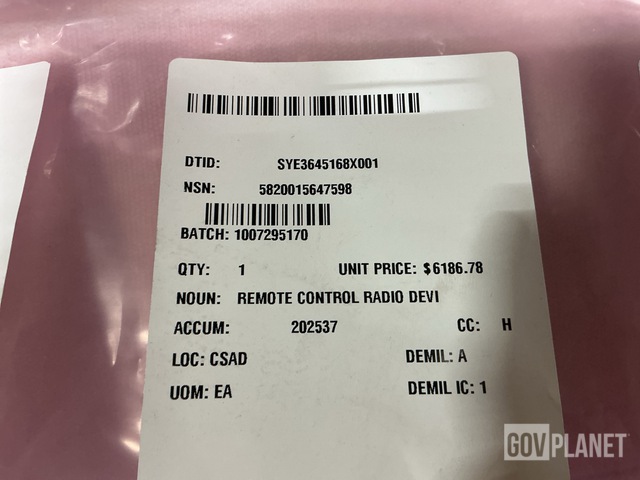 DTID: SYE3645168X001
NSN: 5820015647598
BATCH: 1007295170
QTY: 1 UNIT PRICE: $6186.78
NOUN: REMOTE CONTROL RADIO DEVI
ACCUM: 202537 CC: H
LOC: CSAD DEMIL: A
UOM: EA DEMIL IC: 1
GOVPLANET